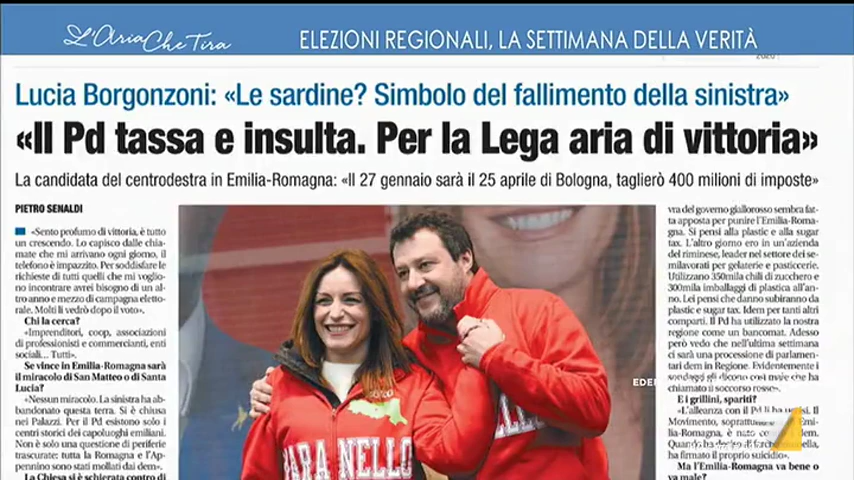 L'Aria Che Tira
ELEZIONI REGIONALI, LA SETTIMANA DELLA VERITÀ
2020
Lucia Borgonzoni: «Le sardine? Simbolo del fallimento della sinistra»
«Il Pd tassa e insulta. Per la Lega aria di vittoria»
La candidata del centrodestra in Emilia-Romagna: «Il 27 gennaio sarà il 25 aprile di Bologna, taglierò 400 milioni di imposte»
PIETRO SENALDI
«Sento profumo di vittoria, è tutto
un crescendo. Lo capisco dalle chia-
mate che mi arrivano ogni giorno, il
telefono è impazzito. Per soddisfare le
richieste di tutti quelli che mi voglio-
no incontrare avrei bisogno di un al-
tro anno e mezzo di campagna eletto-
rale. Molti li vedrò dopo il voto».
Chi la cerca?
«Imprenditori, coop, associazioni
di professionisti e commercianti, enti
sociali... Tutti».
Se vince in Emilia-Romagna sarà
il miracolo di San Matteo o di Santa
Lucia?
«Nessun miracolo. La sinistra ha ab-
bandonato questa terra. Si è chiusa
nei Palazzi. Per il Pd esistono solo i
centri storici dei capoluoghi emiliani.
Non è solo una questione di periferie
trascurate: tutta la Romagna e l'Ap-
pennino sono stati mollati dai dem».
La Chiesa si è schierata contro di
PARA NELLO
vra del governo giallorosso sembra fat-
ta apposta per punire l'Emilia-Roma-
gna. Si pensi alla plastic e alla sugar
tax. L'altro giorno ero in un'azienda
del riminese, leader nel settore dei se-
milavorati per gelaterie e pasticcerie.
Utilizzano 350mila chili di zucchero e
300mila imballaggi di plastica all'an-
no. Lei pensi che danno subiranno da
plastic e sugar tax. Idem per tanti altri
comparti. Il Pd ha utilizzato la nostra
regione come un bancomat. Adesso
però vedo che nell'ultima settimana
ci sarà una processione di parlamen-
tari dem in Regione. Evidentemente i
chiamato il soccorso rosso».
E i grillini, spariti?
«L'alleanza con il Pd li ha
Movimento, soprattutto
ha firmato il proprio suicidio».
Ma l'Emilia-Romagna va bene o
va male?